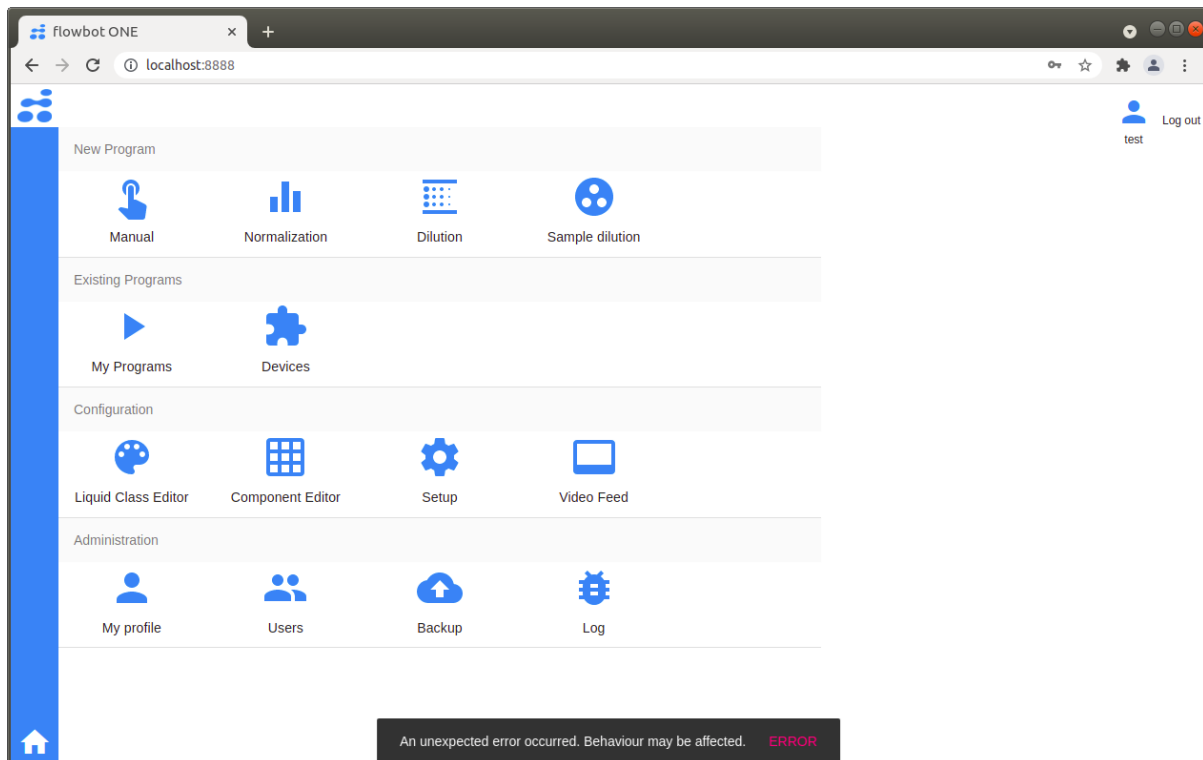 flowbot ONE
localhost:8888
test
Log out
New Program
Manual Normalization Dilution Sample dilution
Existing Programs
My Programs Devices
Configuration
Liquid Class Editor Component Editor Setup Video Feed
Administration
My profile Users Backup Log
An unexpected error occurred. Behaviour may be affected. ERROR